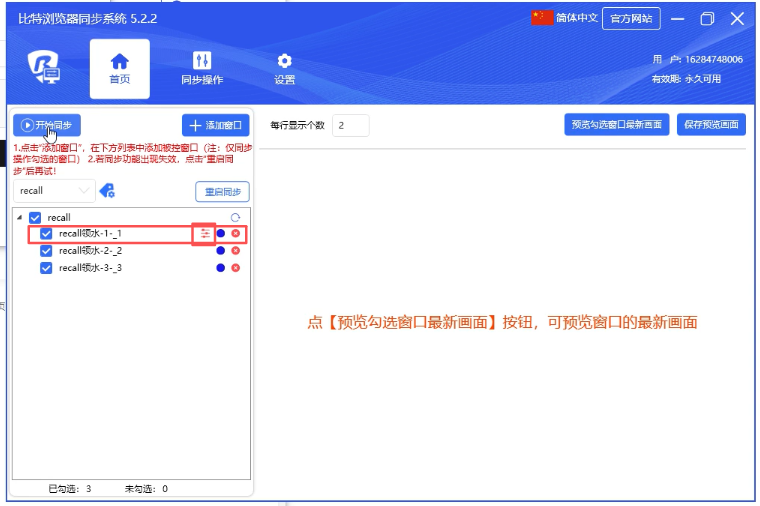 比特浏览器同步系统 5.2.2
简体中文
官方网站
首页
同步操作
设置
用 户: 16284748006
有效期: 永久可用
开始同步
添加窗口
每行显示个数 2
预览勾选窗口最新画面
保存预览画面
1.点击“添加窗口”，在下方列表中添加被控窗口（注：仅同步
操作勾选的窗口） 2.若同步功能出现失效，点击“重启同
步”后再试!
recall
重启同步
recall
recall领水-1-_1
recall领水-2-_2
recall领水-3-_3
点【预览勾选窗口最新画面】按钮，可预览窗口的最新画面
已勾选： 3
未勾选： 0
页